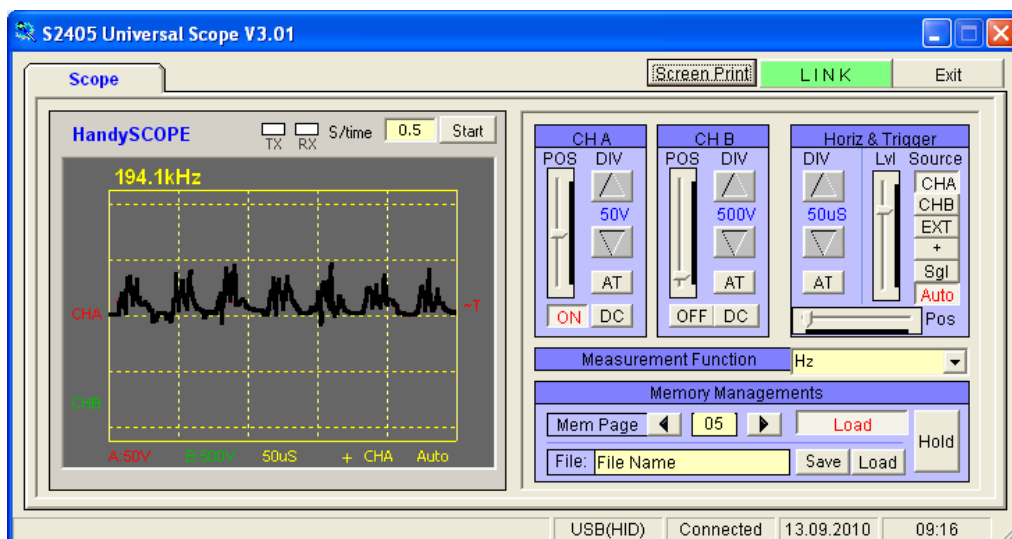 S2405 Universal Scope V3.01
Scope
Screen Print LINK Exit
HandySCOPE TX RX S/time 0.5 Start
194.1kHz
CHA
~T
CHB
A:50V B:500V 50uS + CHA Auto
CH A
POS DIV
50V
AT
ON DC
CH B
POS DIV
500V
AT
OFF DC
Horiz & Trigger
DIV Lvl Source
50uS
AT
CHA
CHB
EXT
+
Sgl
Auto
Pos
Measurement Function Hz
Memory Managements
Mem Page 05 Load
Hold
File: File Name Save Load
USB(HID) Connected 13.09.2010 09:16